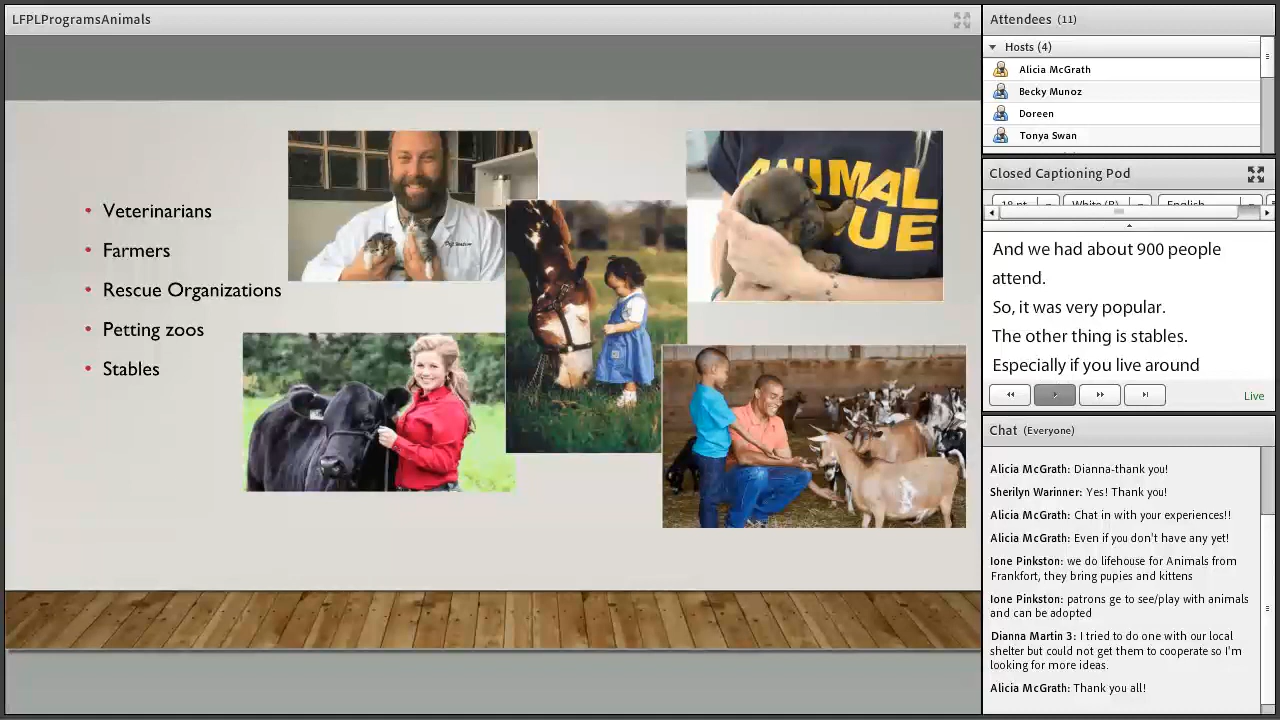 LFPLProgramsAnimals
• Veterinarians
• Farmers
• Rescue Organizations
• Petting zoos
• Stables
ANIMAL
CUE
Attendees (11)
Hosts (4)
Alicia McGrath
Becky Munoz
Doreen
Tonya Swan
Closed Captioning Pod
18 pt
White (B)
English
And we had about 900 people
attend.
So, it was very popular.
The other thing is stables.
Especially if you live around
Live
Chat (Everyone)
Alicia McGrath: Dianna-thank you!
Sherilyn Warinner: Yes! Thank you!
Alicia McGrath: Chat in with your experiences!!
Alicia McGrath: Even if you don't have any yet!
Ione Pinkston: we do lifehouse for Animals from
Frankfort, they bring pupies and kittens
Ione Pinkston: patrons ge to see/play with animals
and can be adopted
Dianna Martin 3: I tried to do one with our local
shelter but could not get them to cooperate so I'm
looking for more ideas.
Alicia McGrath: Thank you all!